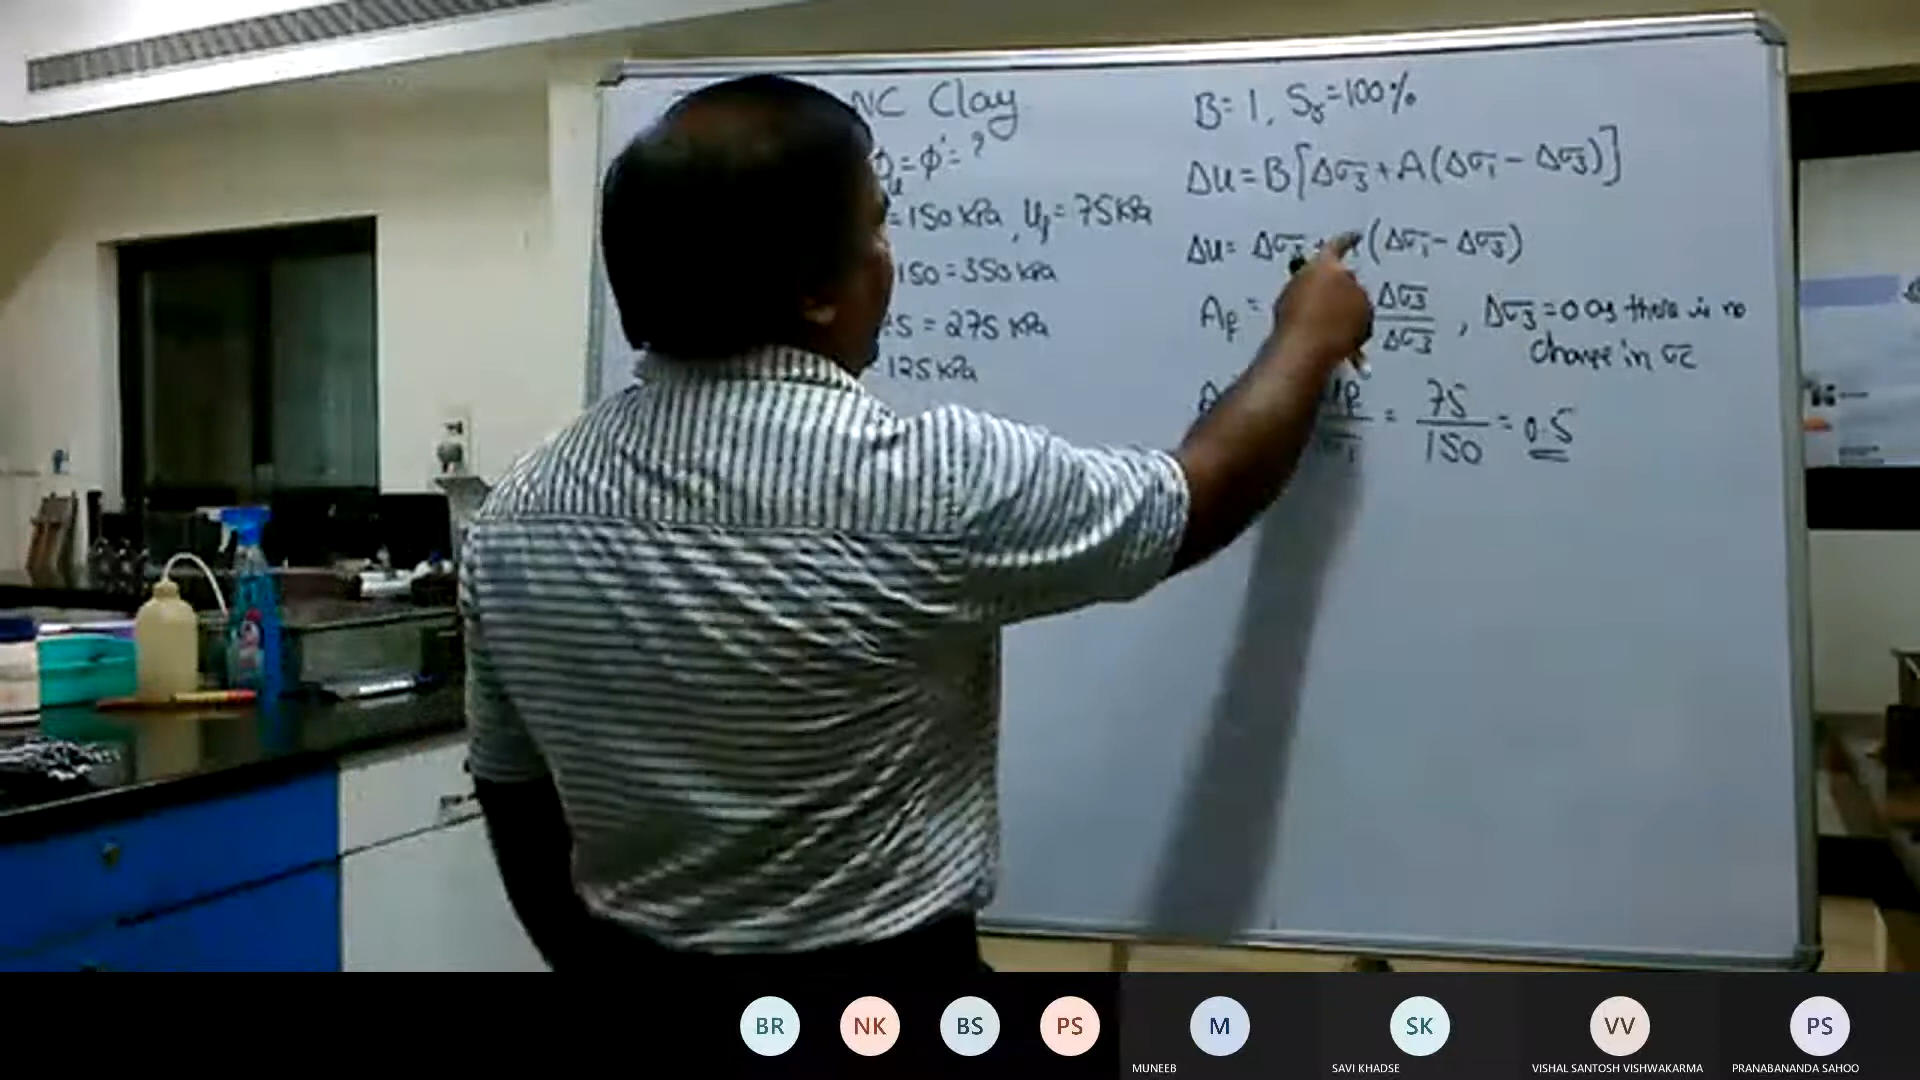 NC Clay
= φ' = ?
= 150 kPa, Uf = 75 kPa
150 = 350 kPa
= 275 kPa
125 kPa
B = 1, Sr = 100%
Δu = B[Δσ3 + A(Δσ1 - Δσ3)]
Δu = Δσ3 + (Δσ1 - Δσ3)
Af = Δσ3 / Δσ3, Δσ3 = 0 as there is no
change in σc
= 75 / 150 = 0.5
BR
NK
BS
PS
M
SK
VV
PS
MUNEEB
SAVI KHADSE
VISHAL SANTOSH VISHWAKARMA
PRANABANANDA SAHOO